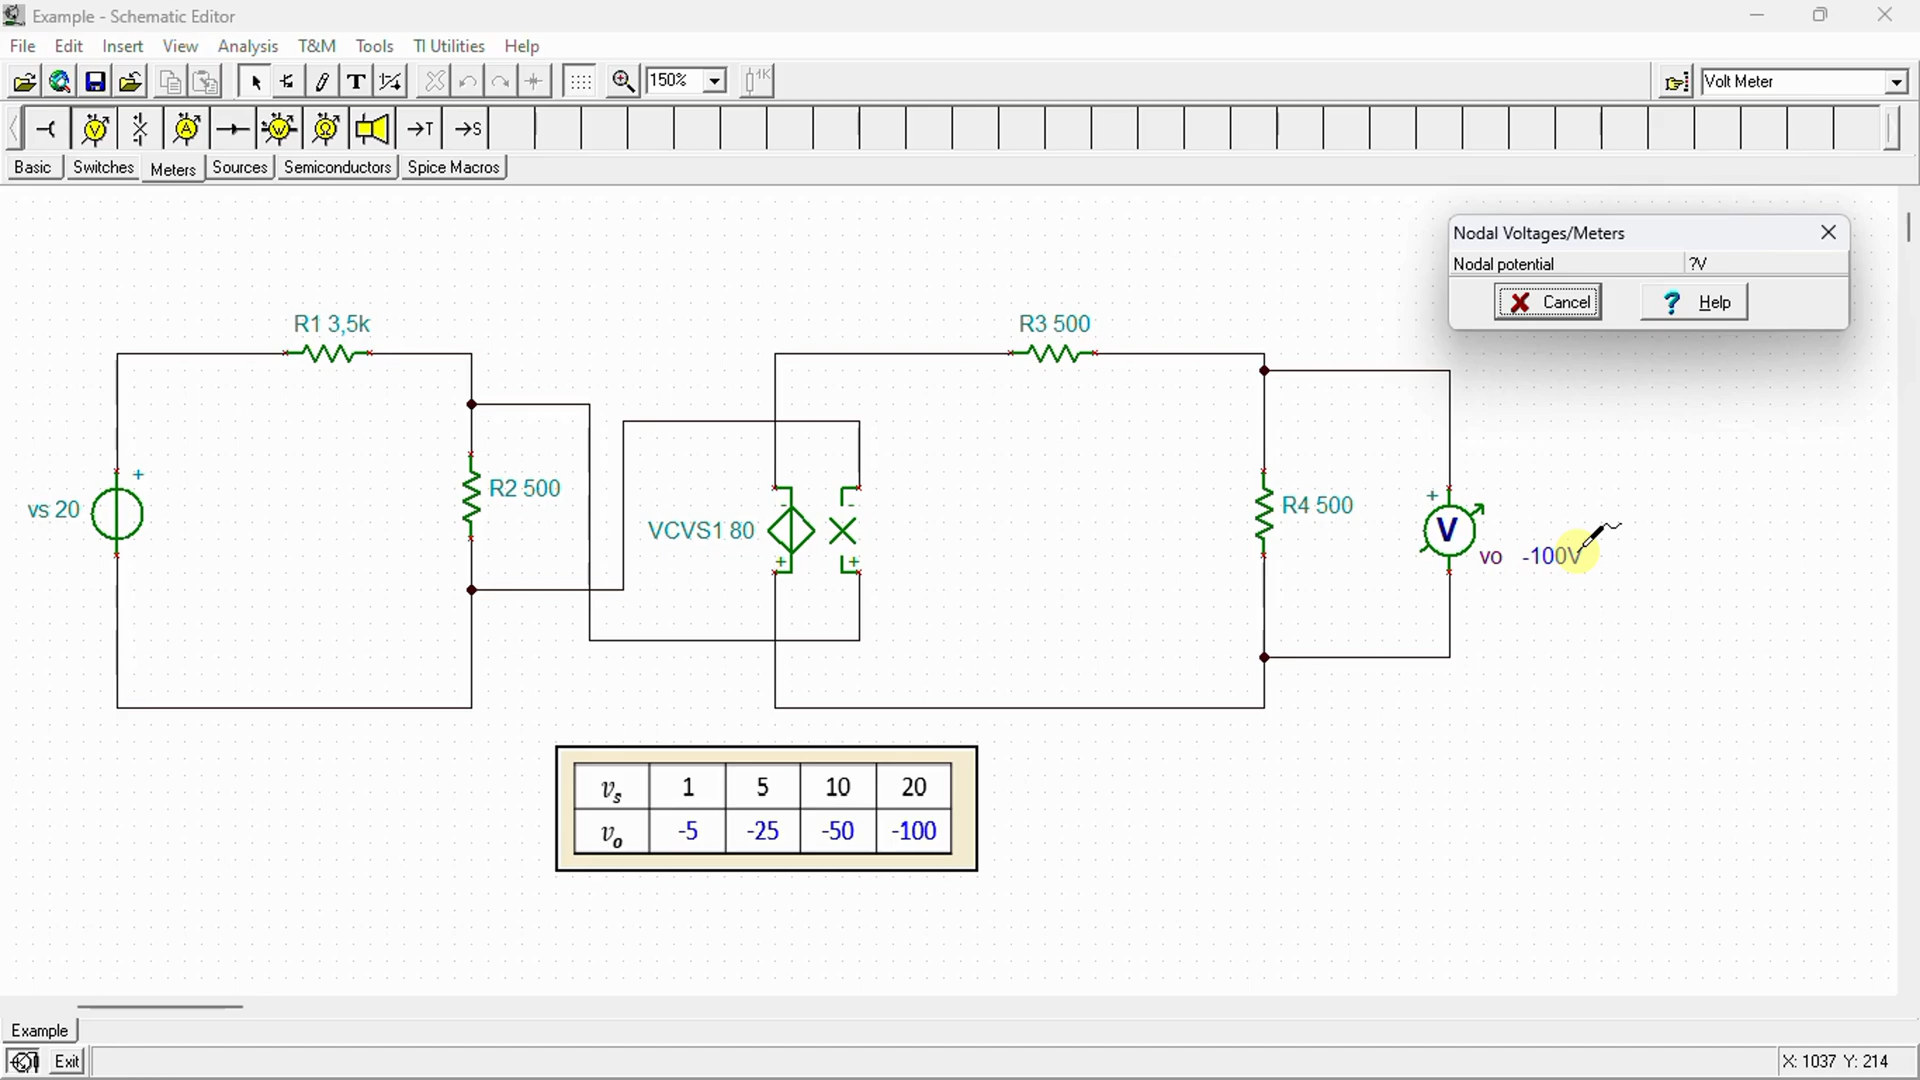 Example - Schematic Editor
File Edit Insert View Analysis T&M Tools TI Utilities Help
T 150% 1K Volt Meter
V A W Ω →T →S
Basic Switches Meters Sources Semiconductors Spice Macros
Nodal Voltages/Meters
Nodal potential ?V
Cancel ? Help
R1 3,5k
R3 500
vs 20 +
R2 500
VCVS1 80
- -
+ +
R4 500
+
V
vo -100V
vs 1 5 10 20
vo -5 -25 -50 -100
Example
Exit
X: 1037 Y: 214